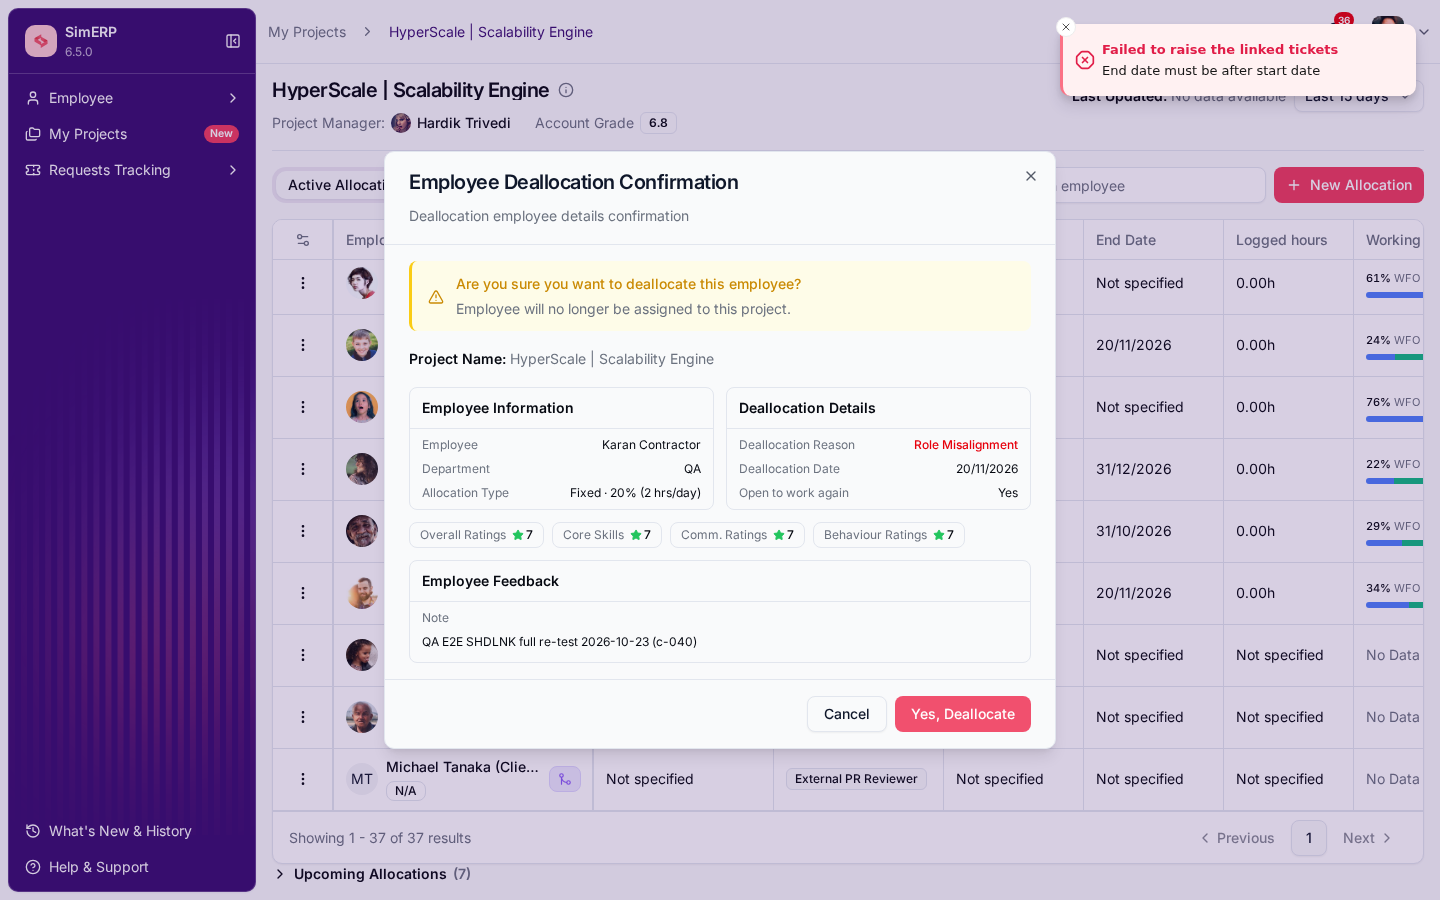 SimERP
6.5.0
Employee
My Projects
New
Requests Tracking
What's New & History
Help & Support
My Projects
HyperScale | Scalability Engine
36
Failed to raise the linked tickets
End date must be after start date
HyperScale | Scalability Engine
Last Updated: No data available
Last 15 days
Project Manager:
Hardik Trivedi
Account Grade
6.8
Active Allocati
employee
New Allocation
Emplo
End Date
Logged hours
Working
Not specified
0.00h
61% WFO
20/11/2026
0.00h
24% WFO
Not specified
0.00h
76% WFO
31/12/2026
0.00h
22% WFO
31/10/2026
0.00h
29% WFO
20/11/2026
0.00h
34% WFO
Not specified
Not specified
No Data
Not specified
Not specified
No Data
MT
Michael Tanaka (Clie...
N/A
Not specified
External PR Reviewer
Not specified
Not specified
Not specified
No Data
Showing 1 - 37 of 37 results
Previous
1
Next
Upcoming Allocations (7)
Employee Deallocation Confirmation
Deallocation employee details confirmation
Are you sure you want to deallocate this employee?
Employee will no longer be assigned to this project.
Project Name: HyperScale | Scalability Engine
Employee Information
Employee
Karan Contractor
Department
QA
Allocation Type
Fixed · 20% (2 hrs/day)
Deallocation Details
Deallocation Reason
Role Misalignment
Deallocation Date
20/11/2026
Open to work again
Yes
Overall Ratings 7
Core Skills 7
Comm. Ratings 7
Behaviour Ratings 7
Employee Feedback
Note
QA E2E SHDLNK full re-test 2026-10-23 (c-040)
Cancel
Yes, Deallocate